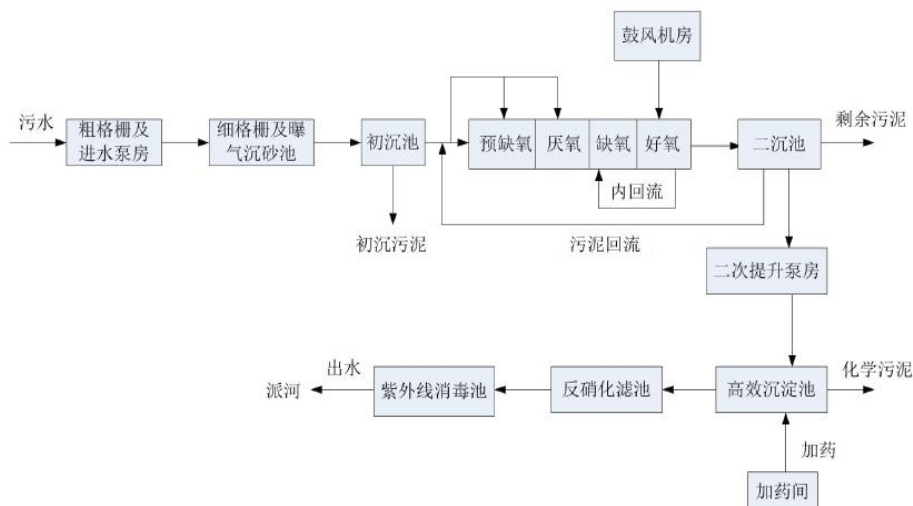 鼓风机房
污水
粗格栅及
进水泵房
细格栅及曝
气沉砂池
初沉池
预缺氧
厌氧
缺氧
好氧
二沉池
剩余污泥
内回流
初沉污泥
污泥回流
二次提升泵房
出水
派河
紫外线消毒池
反硝化滤池
高效沉淀池
化学污泥
加药
加药间